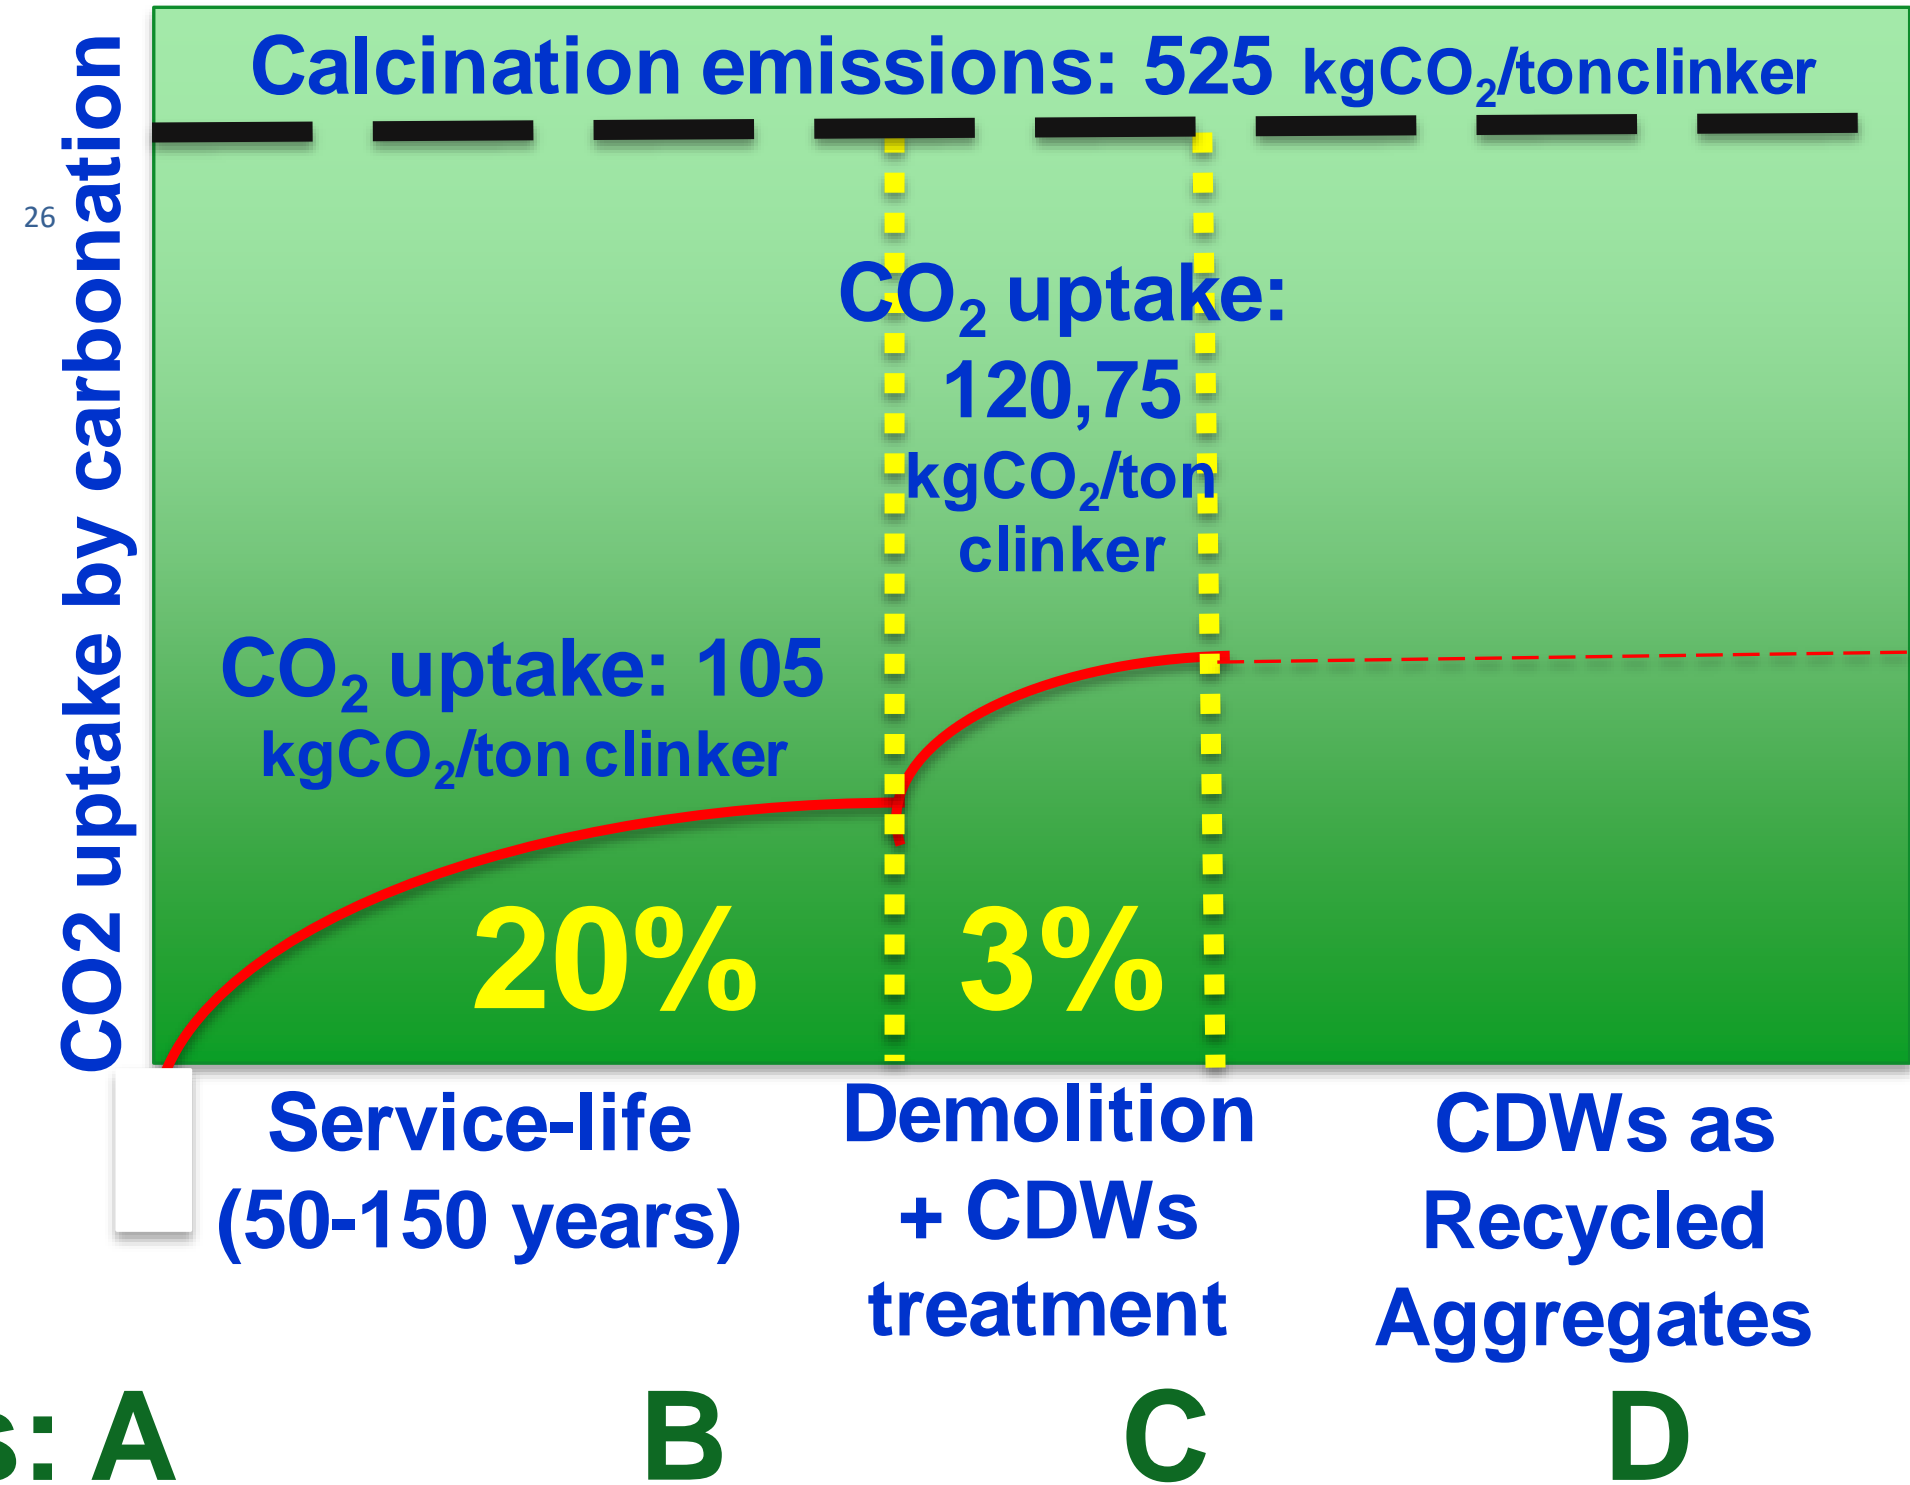 Calcination emissions: 525 kgCO₂/tonclinker
CO2 uptake by carbonation
26
CO₂ uptake:
120,75
kgCO₂/ton
clinker
CO₂ uptake: 105
kgCO₂/ton clinker
20%
3%
Service-life
(50-150 years)
Demolition
+ CDWs
treatment
CDWs as
Recycled
Aggregates
s: A B C D